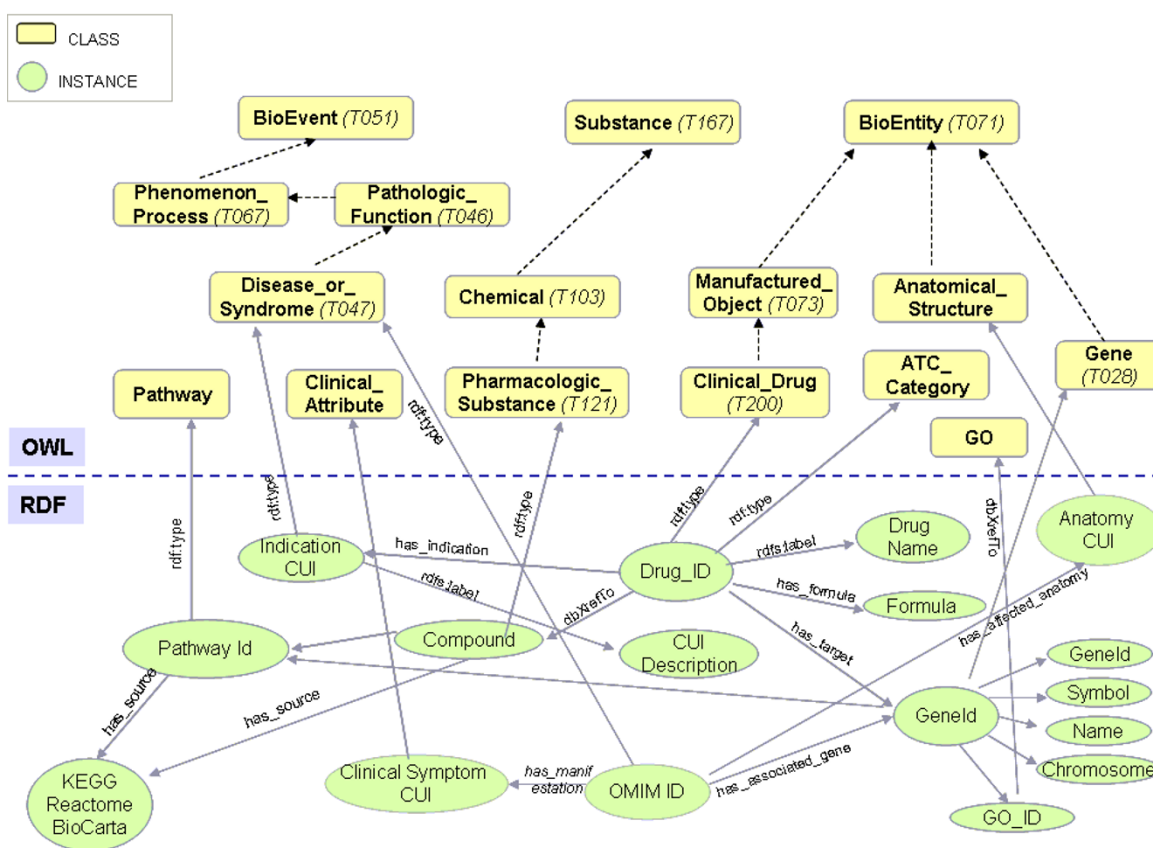 CLASS
INSTANCE
BioEvent (T051)
Substance (T167)
BioEntity (T071)
Phenomenon_
Process (T067)
Pathologic_
Function (T046)
Disease_or_
Syndrome (T047)
Chemical (T103)
Manufactured_
Object (T073)
Anatomical_
Structure
Gene
(T028)
Pathway
Clinical_
Attribute
Pharmacologic_
Substance (T121)
Clinical_Drug
(T200)
ATC_
Category
GO
OWL
RDF
rdf:type
rdf:type
rdf:type
rdf:type
rdf:type
rdf:type
dbXrefTo
Indication
CUI
has_indication
Drug_ID
rdfs:label
Drug
Name
Anatomy
CUI
rdfs:label
has_formula
Formula
dbXrefTo
has_target
has_affected_anatomy
Pathway Id
Compound
CUI
Description
GeneId
GeneId
Symbol
Name
Chromosome
has_source
has_source
KEGG
Reactome
BioCarta
Clinical Symptom
CUI
has_manif
estation
OMIM ID
has_associated_gene
GO_ID